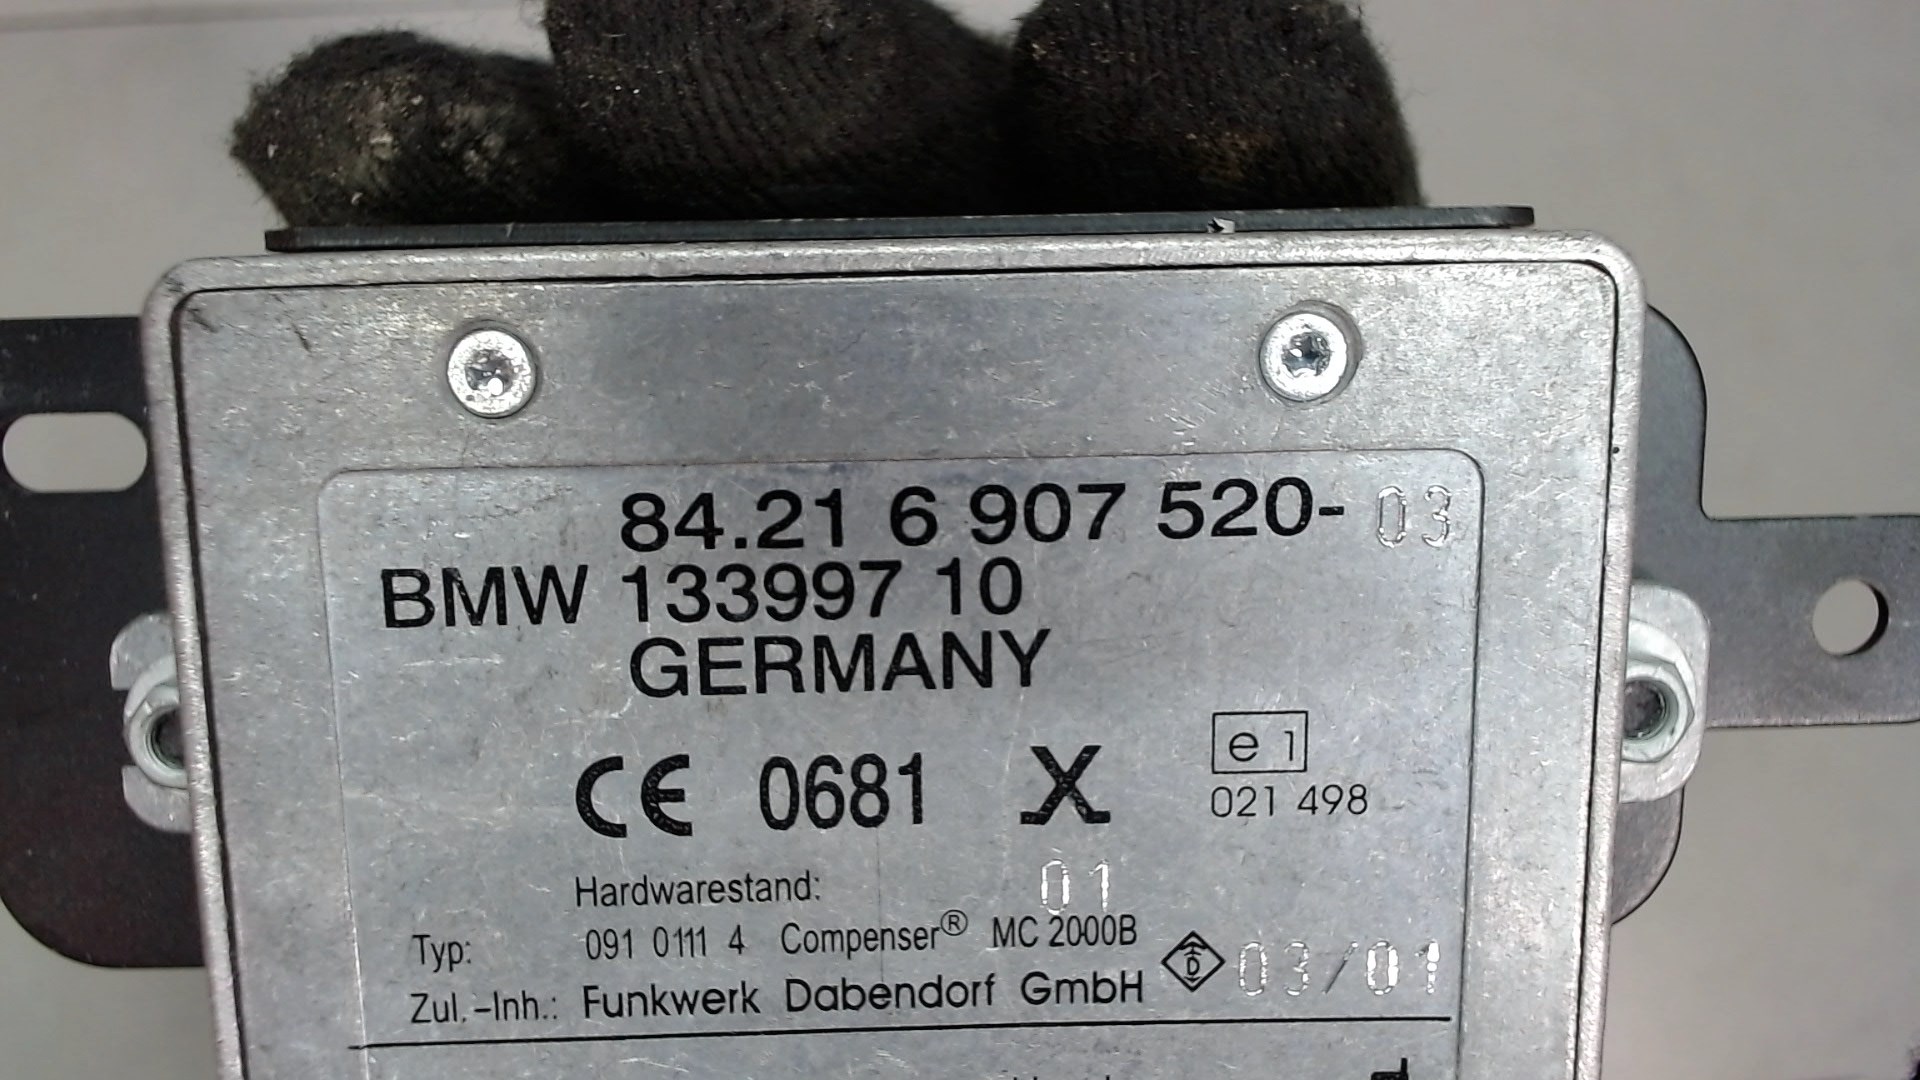 84.21 6 907 520- 03
BMW 133997 10
GERMANY
CE 0681 X e1
021 498
Hardwarestand: 01
Typ: 091 0111 4 Compenser® MC 2000B
Zul.-Inh.: Funkwerk Dabendorf GmbH D 03/01